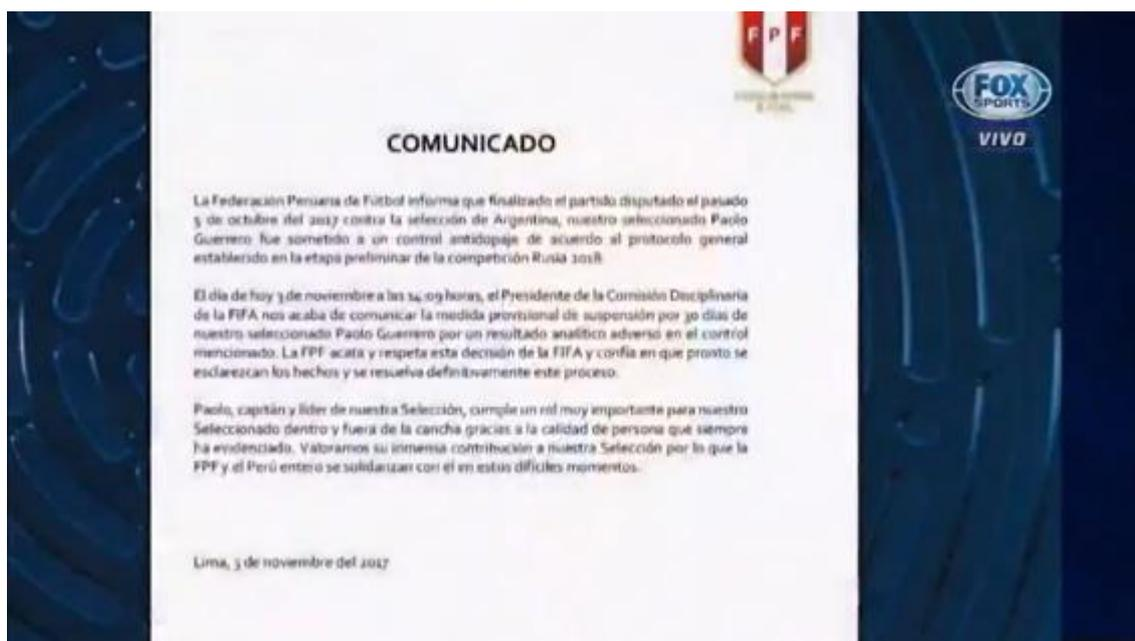 FPF
FOX
SPORTS
VIVO
COMUNICADO
La Federación Peruana de Fútbol informa que finalizado el partido disputado el pasado
5 de octubre del 2017 contra la selección de Argentina, nuestro seleccionado Paolo
Guerrero fue sometido a un control antidopaje de acuerdo al protocolo general
establecido en la etapa preliminar de la competición Rusia 2018.
El día de hoy 3 de noviembre a las 14:09 horas, el Presidente de la Comisión Disciplinaria
de la FIFA nos acaba de comunicar la medida provisional de suspensión por 30 días de
nuestro seleccionado Paolo Guerrero por un resultado analítico adverso en el control
mencionado. La FPF acata y respeta esta decisión de la FIFA y confía en que pronto se
esclarezcan los hechos y se resuelva definitivamente este proceso.
Paolo, capitán y líder de nuestra Selección, cumple un rol muy importante para nuestro
Seleccionado dentro y fuera de la cancha gracias a la calidad de persona que siempre
ha evidenciado. Valoramos su inmensa contribución a nuestra Selección por lo que la
FPF y el Perú entero se solidarizan con él en estos difíciles momentos.
Lima, 3 de noviembre del 2017